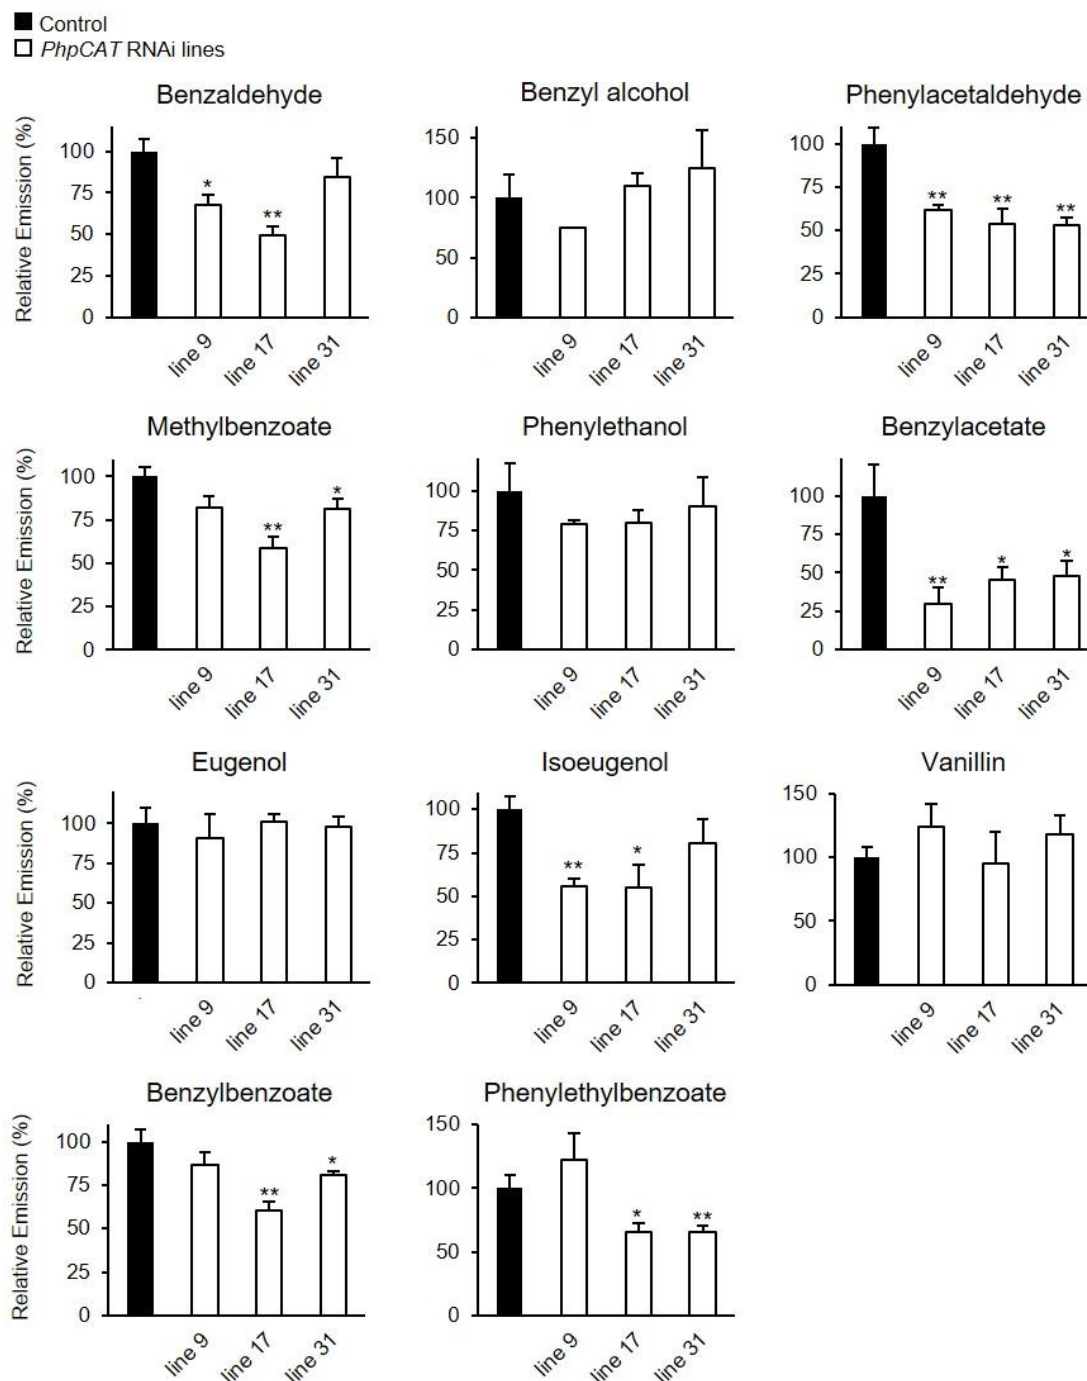 Control
PhpCAT RNAi lines
Benzaldehyde
Relative Emission (%)
100
75
50
25
0
*
**
line 9
line 17
line 31
Benzyl alcohol
150
100
50
0
line 9
line 17
line 31
Phenylacetaldehyde
100
75
50
25
0
**
**
**
line 9
line 17
line 31
Methylbenzoate
Relative Emission (%)
100
75
50
25
0
**
*
line 9
line 17
line 31
Phenylethanol
100
75
50
25
0
line 9
line 17
line 31
Benzylacetate
100
75
50
25
0
**
*
*
line 9
line 17
line 31
Eugenol
Relative Emission (%)
100
75
50
25
0
line 9
line 17
line 31
Isoeugenol
100
75
50
25
0
**
*
line 9
line 17
line 31
Vanillin
150
100
50
0
line 9
line 17
line 31
Benzylbenzoate
Relative Emission (%)
100
75
50
25
0
**
*
line 9
line 17
line 31
Phenylethylbenzoate
150
100
50
0
*
**
line 9
line 17
line 31